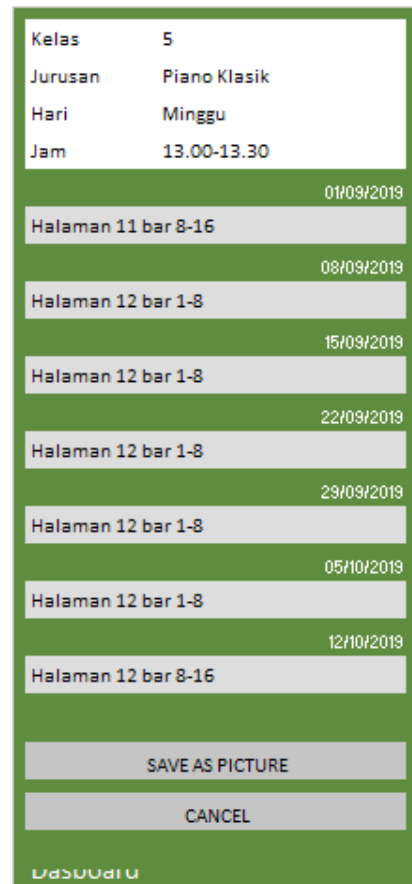 Kelas 5
Jurusan Piano Klasik
Hari Minggu
Jam 13.00-13.30
01/09/2019
Halaman 11 bar 8-16
08/09/2019
Halaman 12 bar 1-8
15/09/2019
Halaman 12 bar 1-8
22/09/2019
Halaman 12 bar 1-8
29/09/2019
Halaman 12 bar 1-8
05/10/2019
Halaman 12 bar 1-8
12/10/2019
Halaman 12 bar 8-16
SAVE AS PICTURE
CANCEL
Dasboard